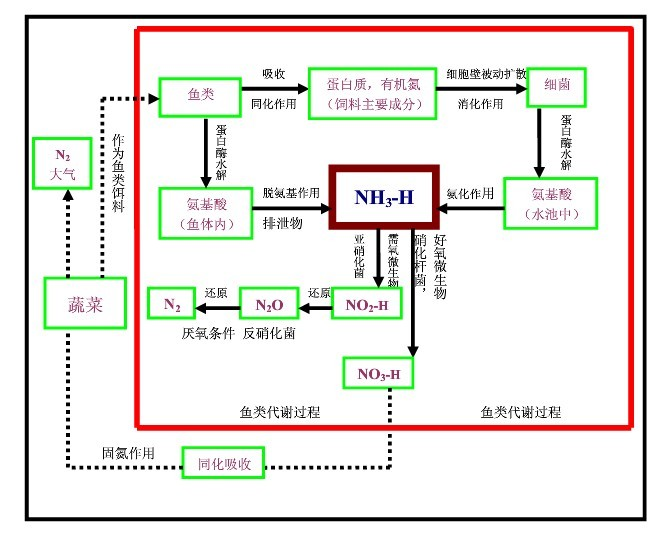 鱼类
吸收
同化作用
蛋白质，有机氮
（饲料主要成分）
细胞壁被动扩散
消化作用
细菌
作为鱼类饵料
蛋白酶水解
蛋白酶水解
N₂
大气
氨基酸
（鱼体内）
脱氨基作用
排泄物
NH₃-H
氨化作用
氨基酸
（水池中）
亚硝化菌
需氧微生物
硝化杆菌，
好氧微生物
蔬菜
N₂
还原
N₂O
还原
NO₂-H
厌氧条件 反硝化菌
NO₃-H
鱼类代谢过程
鱼类代谢过程
固氮作用
同化吸收